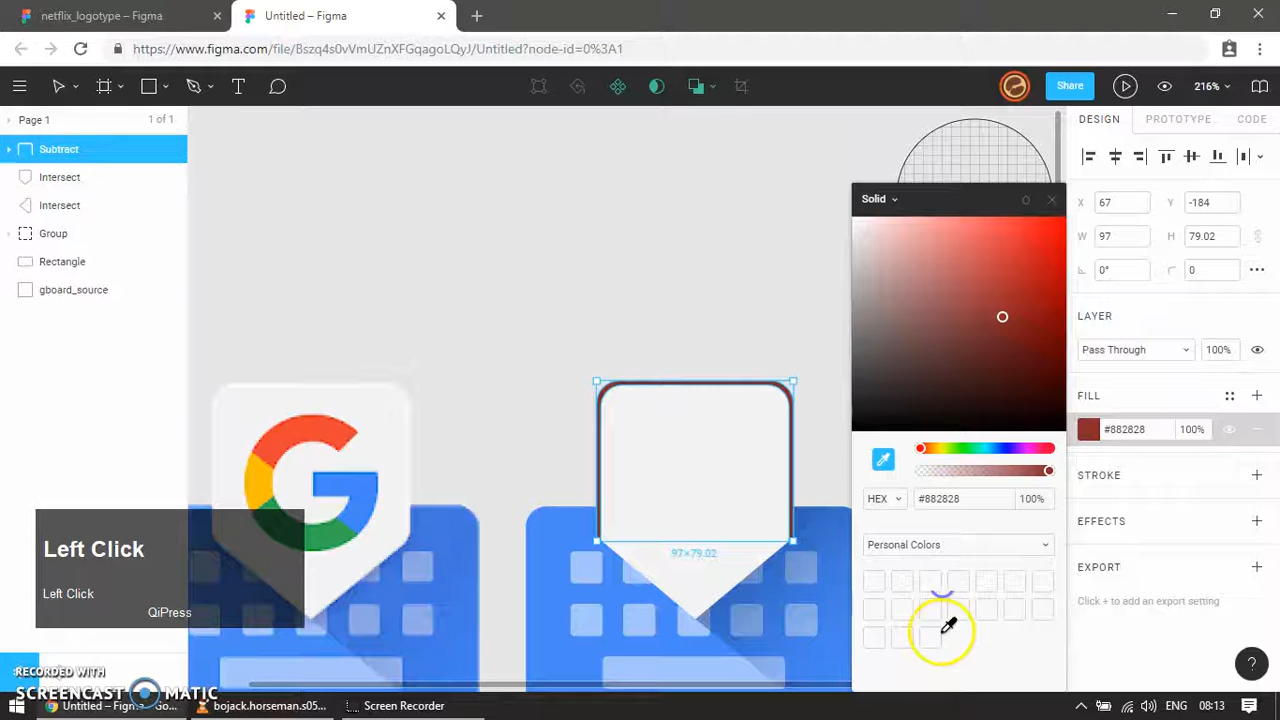 netflix_logotype – Figma
Untitled – Figma
https://www.figma.com/file/Bszq4s0vVmUZnXFGqagoLQyJ/Untitled?node-id=0%3A1
Share
216%
Page 1
1 of 1
DESIGN
PROTOTYPE
CODE
Subtract
Intersect
Intersect
Group
Rectangle
gboard_source
Solid
X
67
Y
-184
W
97
H
79.02
0°
0
LAYER
Pass Through
100%
FILL
#882828
100%
STROKE
EFFECTS
EXPORT
Click + to add an export setting
HEX
#882828
100%
Personal Colors
97×79.02
Left Click
Left Click
QiPress
RECORDED WITH
SCREENCAST MATIC
?
Untitled – Figma - Go...
bojack.horseman.s05...
Screen Recorder
ENG
08:13